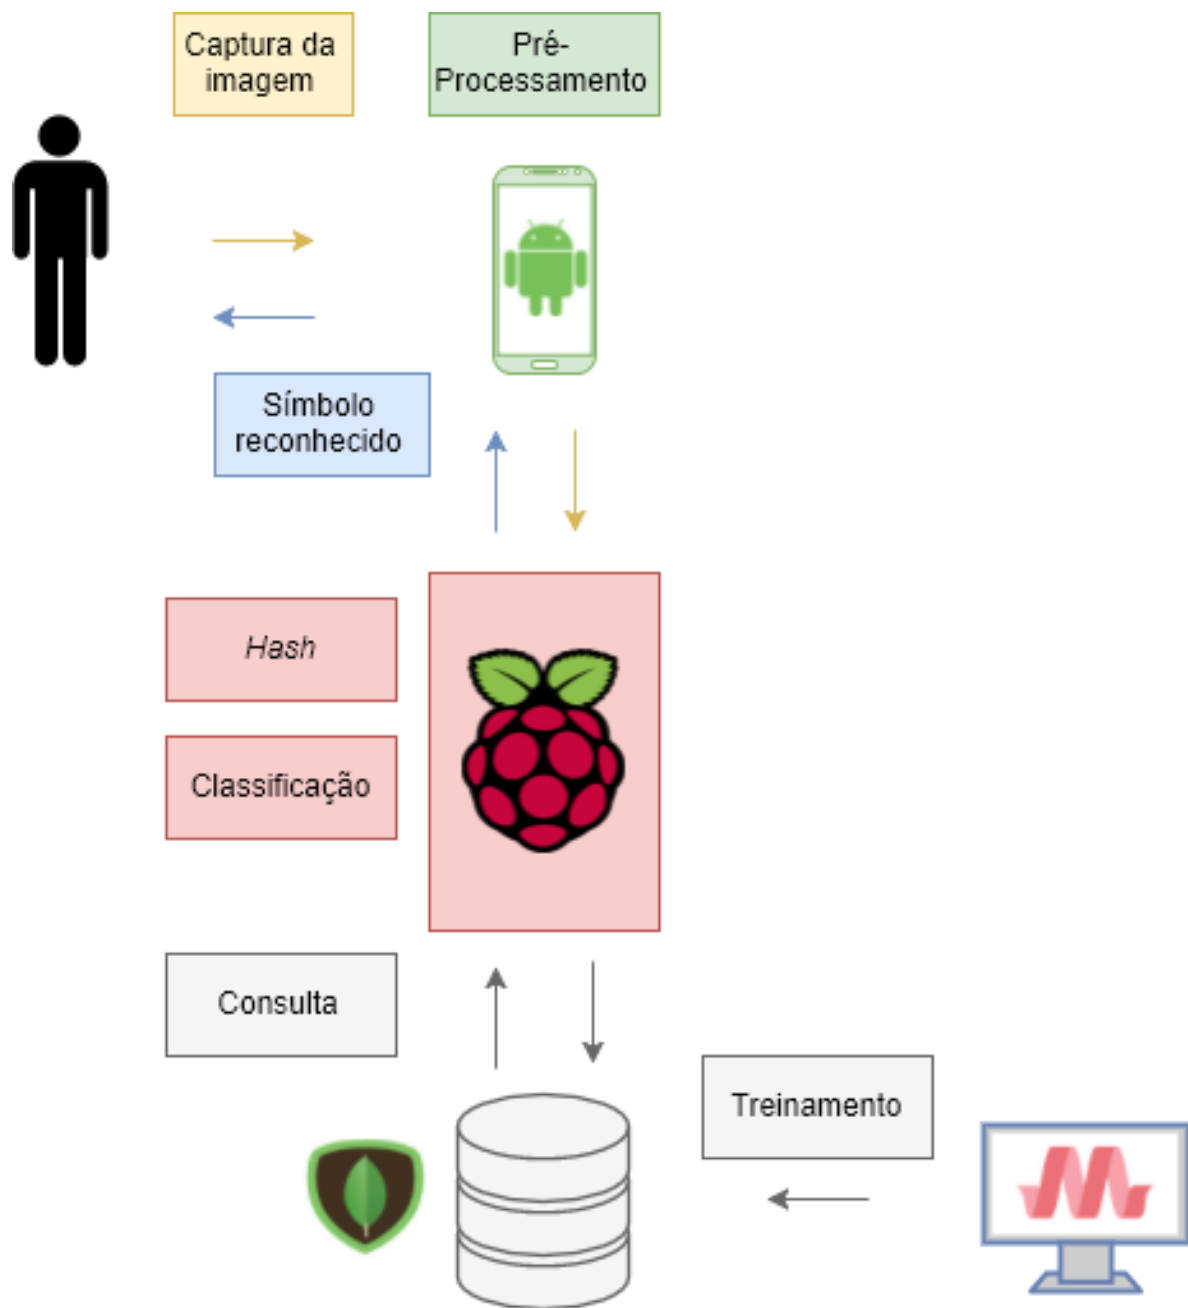 Captura da
imagem
Pré-
Processamento
Símbolo
reconhecido
Hash
Classificação
Consulta
Treinamento